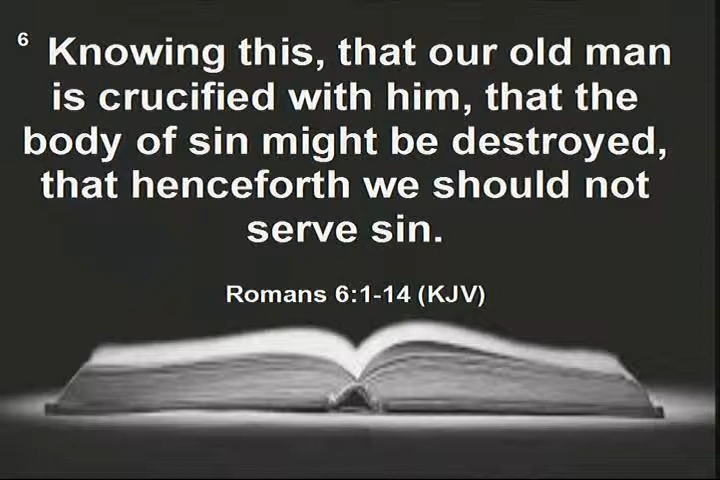 6 Knowing this, that our old man
is crucified with him, that the
body of sin might be destroyed,
that henceforth we should not
serve sin.
Romans 6:1-14 (KJV)